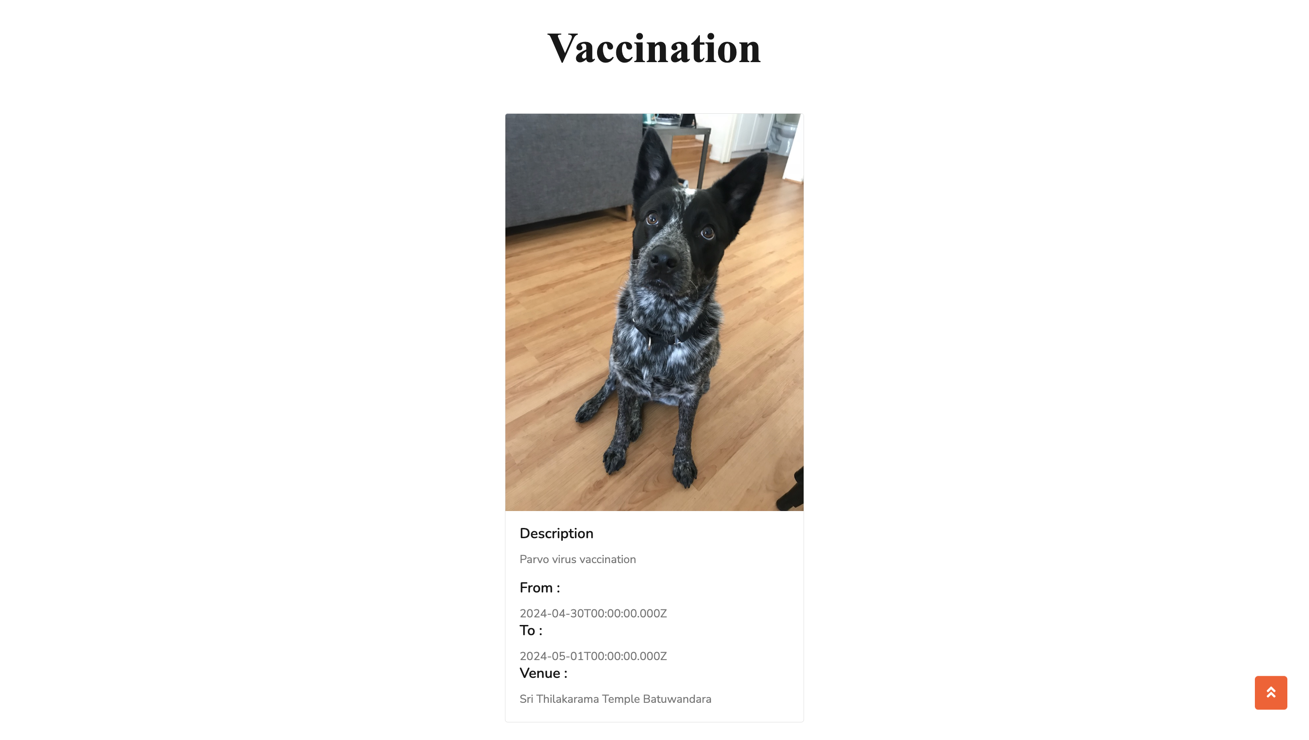 Vaccination
Description
Parvo virus vaccination
From :
2024-04-30T00:00:00.000Z
To :
2024-05-01T00:00:00.000Z
Venue :
Sri Thilakarama Temple Batuwandara